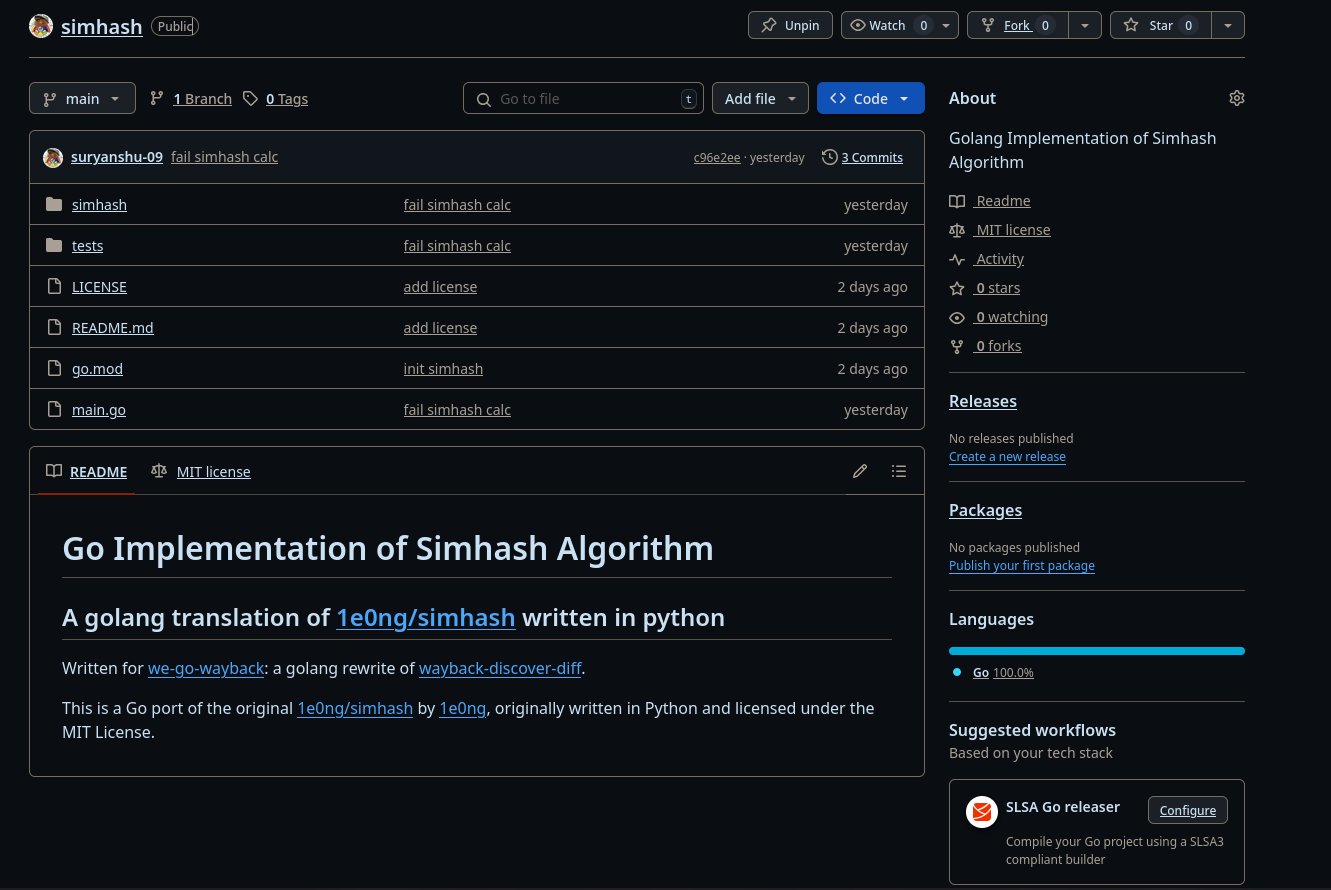 simhash Public
Unpin Watch 0 Fork 0 Star 0
main 1 Branch 0 Tags Go to file t Add file Code
suryanshu-09 fail simhash calc c96e2ee · yesterday 3 Commits
simhash fail simhash calc yesterday
tests fail simhash calc yesterday
LICENSE add license 2 days ago
README.md add license 2 days ago
go.mod init simhash 2 days ago
main.go fail simhash calc yesterday
README MIT license
Go Implementation of Simhash Algorithm
A golang translation of 1e0ng/simhash written in python
Written for we-go-wayback: a golang rewrite of wayback-discover-diff.
This is a Go port of the original 1e0ng/simhash by 1e0ng, originally written in Python and licensed under the
MIT License.
About
Golang Implementation of Simhash
Algorithm
Readme
MIT license
Activity
0 stars
0 watching
0 forks
Releases
No releases published
Create a new release
Packages
No packages published
Publish your first package
Languages
Go 100.0%
Suggested workflows
Based on your tech stack
SLSA Go releaser Configure
Compile your Go project using a SLSA3
compliant builder